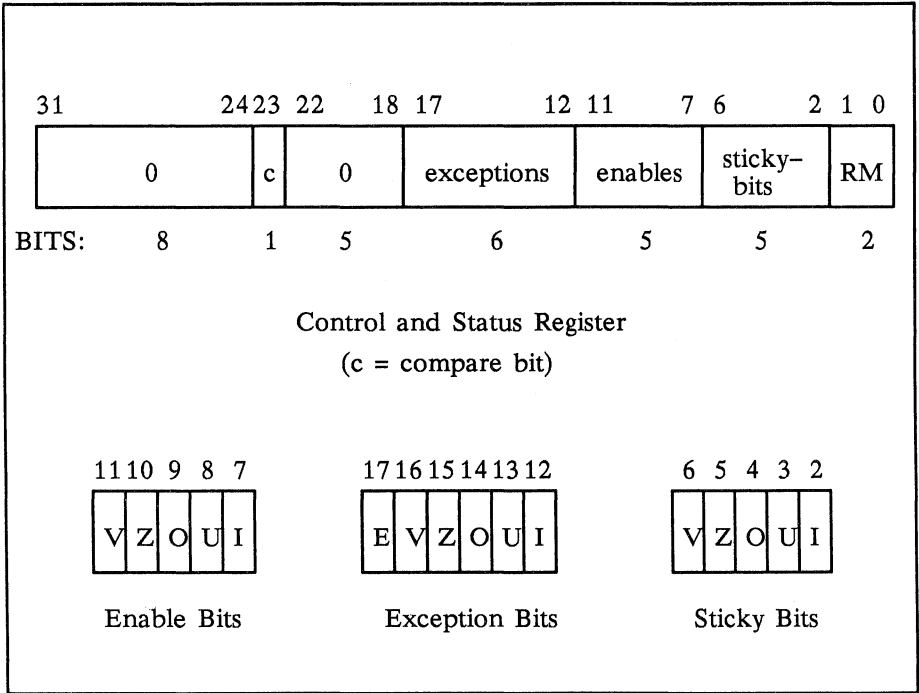 31 24 23 22 18 17 12 11 7 6 2 1 0
0 c 0 exceptions enables sticky– bits RM
BITS: 8 1 5 6 5 5 2
Control and Status Register
(c = compare bit)
11 10 9 8 7 17 16 15 14 13 12 6 5 4 3 2
V Z O U I E V Z O U I V Z O U I
Enable Bits Exception Bits Sticky Bits